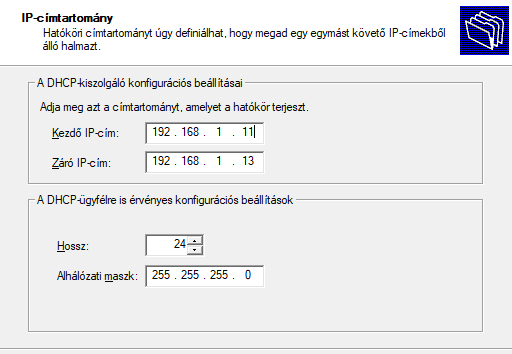 IP-címtartomány
Hatóköri címtartományt úgy definiálhat, hogy megad egy egymást követő IP-címekből
álló halmazt.
A DHCP-kiszolgáló konfigurációs beállításai
Adja meg azt a címtartományt, amelyet a hatókör terjeszt.
Kezdő IP-cím: 192 . 168 . 1 . 11
Záró IP-cím: 192 . 168 . 1 . 13
A DHCP-ügyfélre is érvényes konfigurációs beállítások
Hossz: 24
Alhálózati maszk: 255 . 255 . 255 . 0